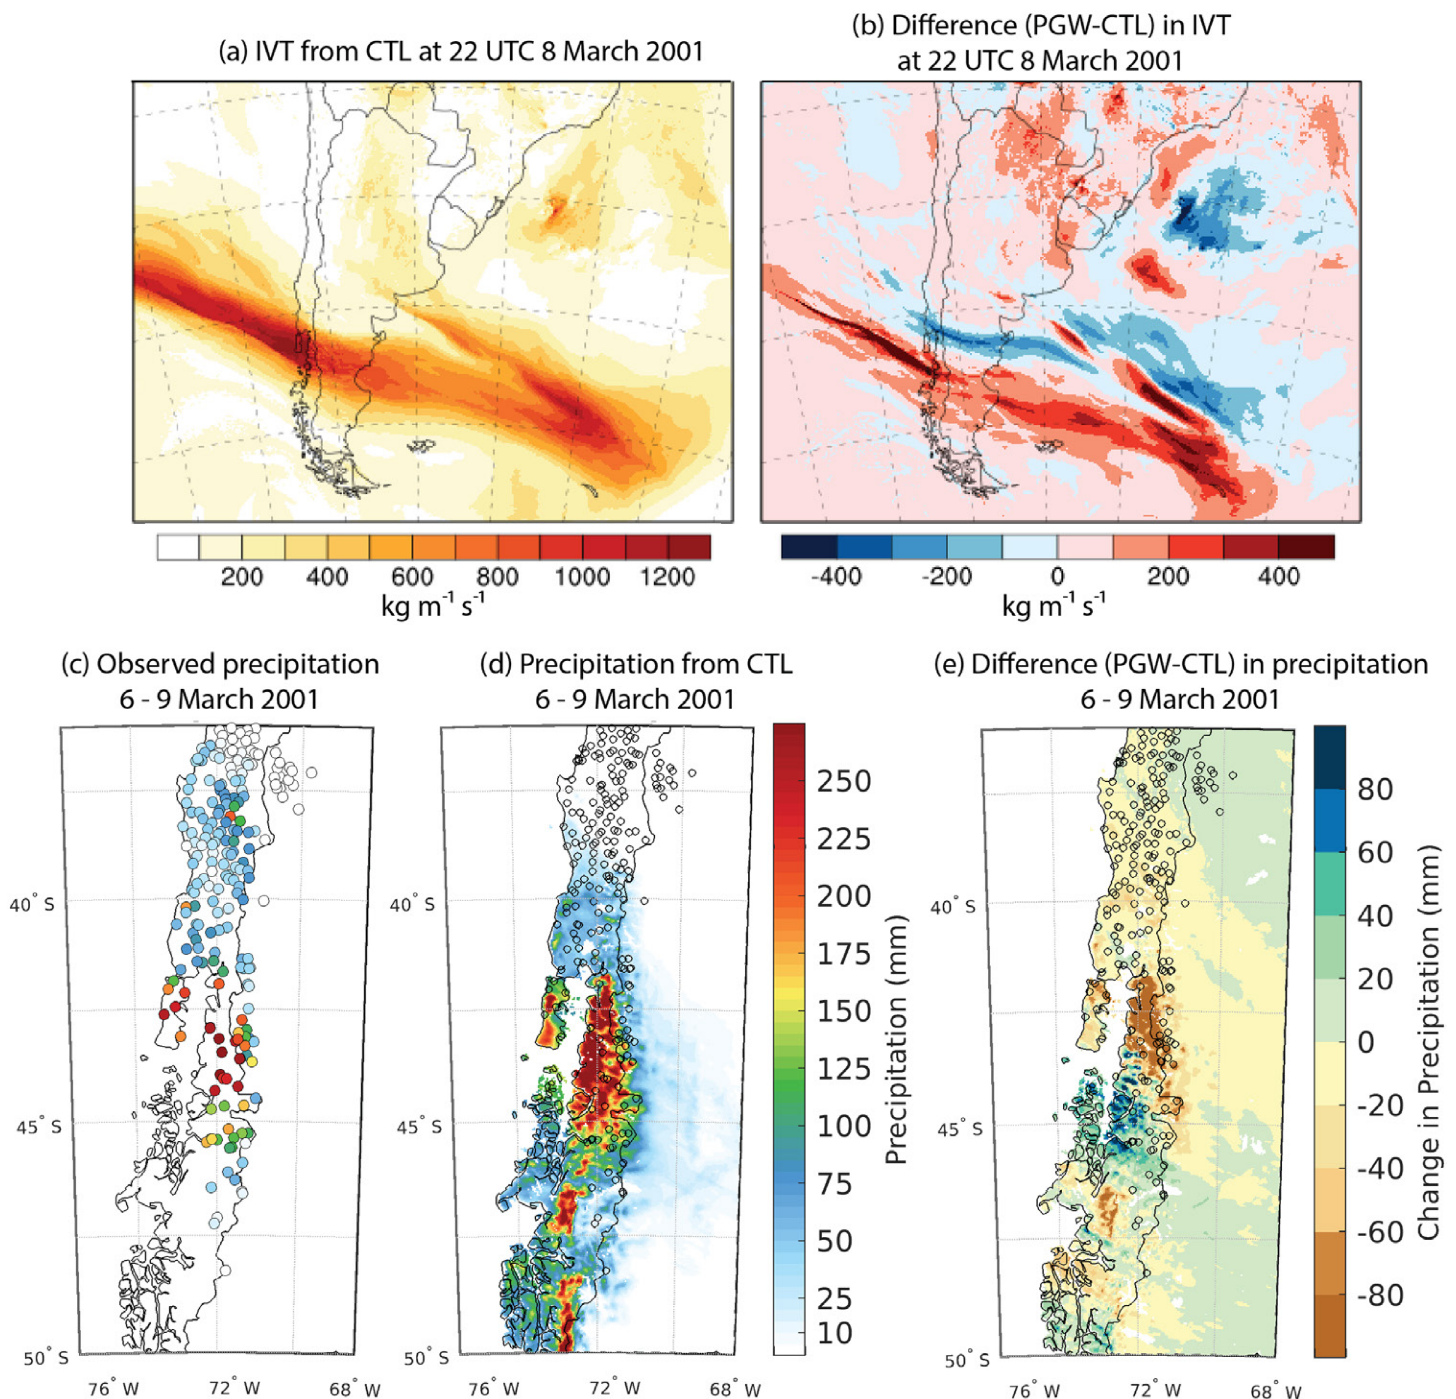 (a) IVT from CTL at 22 UTC 8 March 2001
(b) Difference (PGW-CTL) in IVT
at 22 UTC 8 March 2001
200 400 600 800 1000 1200
kg m⁻¹ s⁻¹
-400 -200 0 200 400
kg m⁻¹ s⁻¹
(c) Observed precipitation
6 - 9 March 2001
(d) Precipitation from CTL
6 - 9 March 2001
(e) Difference (PGW-CTL) in precipitation
6 - 9 March 2001
40° S
45° S
50° S
76° W 72° W 68° W
40° S
45° S
50° S
76° W 72° W 68° W
250
225
200
175
150
125
100
75
50
25
10
Precipitation (mm)
40° S
45° S
50° S
76° W 72° W 68° W
80
60
40
20
0
-20
-40
-60
-80
Change in Precipitation (mm)